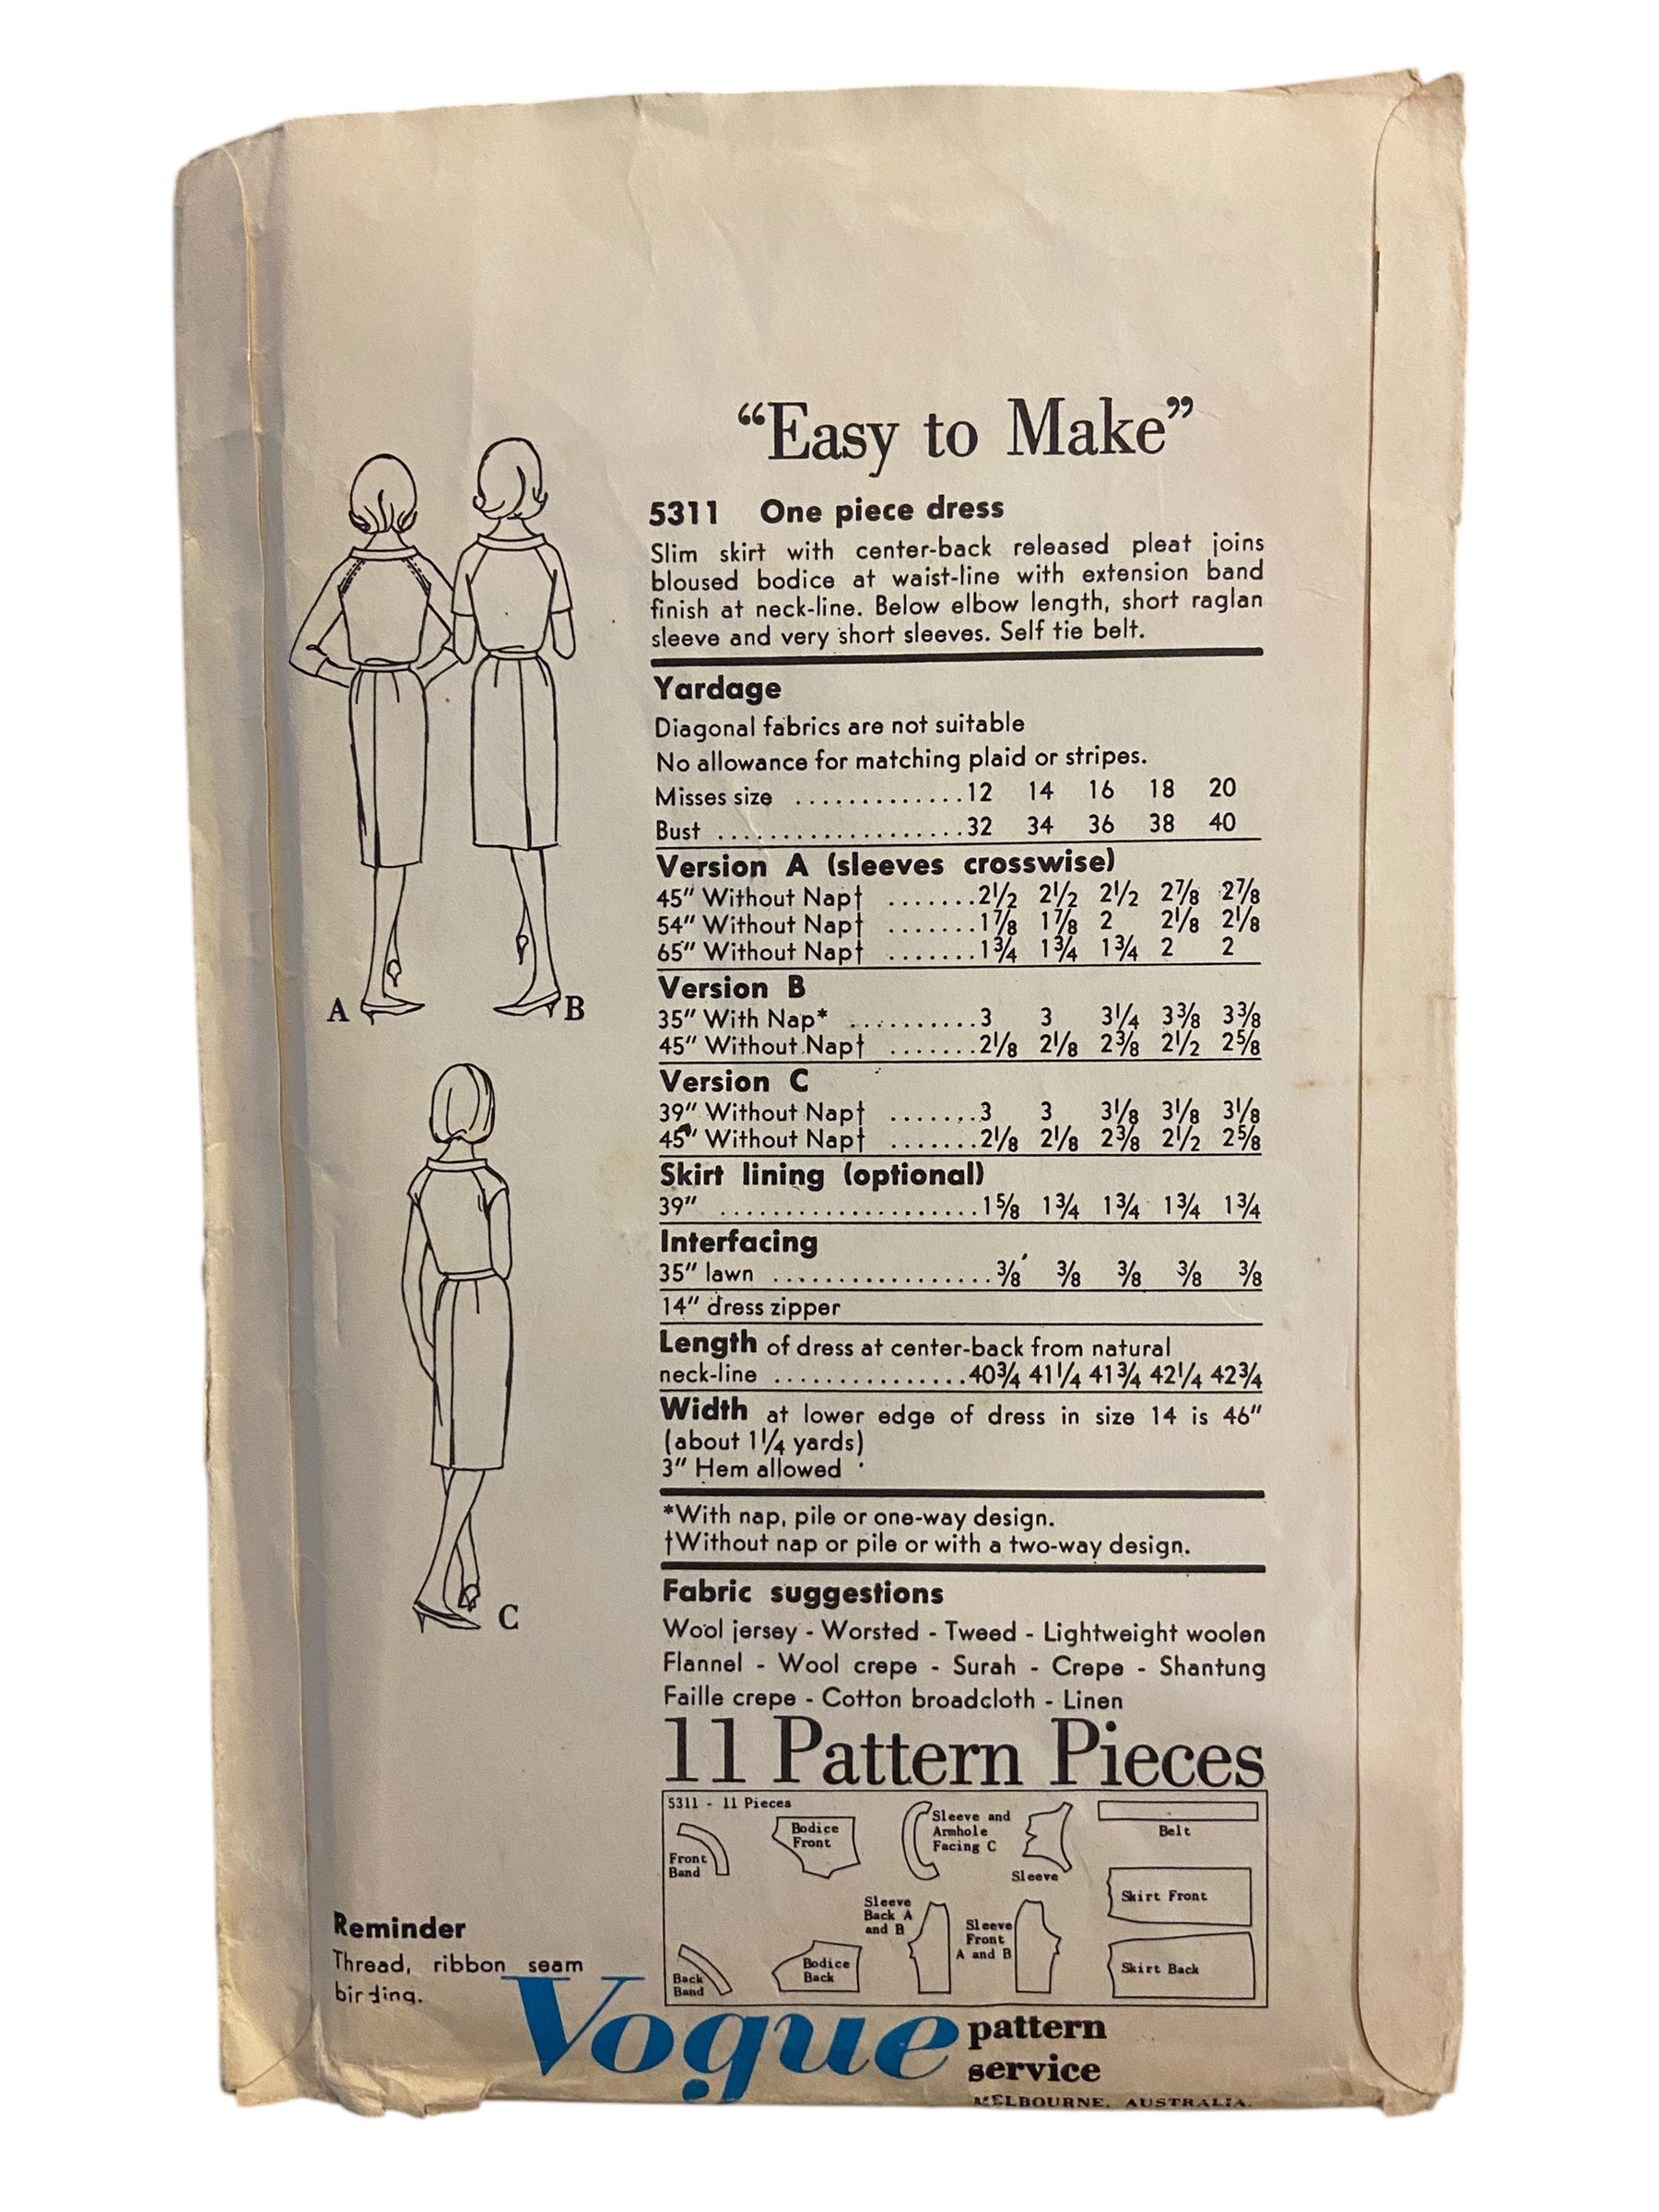 “Easy to Make”
5311 One piece dress
Slim skirt with center-back released pleat joins
bloused bodice at waist-line with extension band
finish at neck-line. Below elbow length, short raglan
sleeve and very short sleeves. Self tie belt.
Yardage
Diagonal fabrics are not suitable
No allowance for matching plaid or stripes.
Misses size .............12 14 16 18 20
Bust ...................32 34 36 38 40
Version A (sleeves crosswise)
45″ Without Nap† .......2½ 2½ 2½ 2⅞ 2⅞
54″ Without Nap† .......1⅞ 1⅞ 2 2⅛ 2⅛
65″ Without Nap† .......1¾ 1¾ 1¾ 2 2
Version B
35″ With Nap* ..........3 3 3¼ 3⅜ 3⅜
45″ Without Nap† .......2⅛ 2⅛ 2⅜ 2½ 2⅝
Version C
39″ Without Nap† .......3 3 3⅛ 3⅛ 3⅛
45″ Without Nap† .......2⅛ 2⅛ 2⅜ 2½ 2⅝
Skirt lining (optional)
39″ ....................1⅝ 1¾ 1¾ 1¾ 1¾
Interfacing
35″ lawn .................⅜ ⅜ ⅜ ⅜ ⅜
14″ dress zipper
Length of dress at center-back from natural
neck-line ...............40¾ 41¼ 41¾ 42¼ 42¾
Width at lower edge of dress in size 14 is 46″
(about 1¼ yards)
3″ Hem allowed
*With nap, pile or one-way design.
†Without nap or pile or with a two-way design.
Fabric suggestions
Wool jersey - Worsted - Tweed - Lightweight woolen
Flannel - Wool crepe - Surah - Crepe - Shantung
Faille crepe - Cotton broadcloth - Linen
11 Pattern Pieces
5311 - 11 Pieces
Front
Band
Bodice
Front
Sleeve and
Armhole
Facing C
Sleeve
Belt
Skirt Front
Sleeve
Back A
and B
Sleeve
Front
A and B
Back
Band
Bodice
Back
Skirt Back
A
B
C
Reminder
Thread, ribbon seam
binding.
Vogue pattern
service
MELBOURNE, AUSTRALIA.